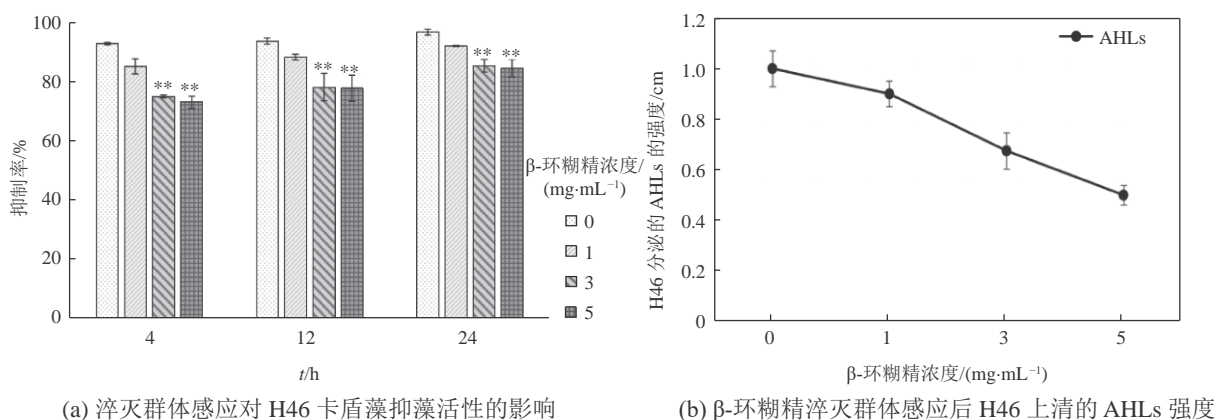 100
80
60
40
20
0
抑制率/%
** ** ** ** ** **
4 12 24
t/h
β-环糊精浓度/
(mg·mL⁻¹)
0
1
3
5
(a) 淬灭群体感应对 H46 卡盾藻抑藻活性的影响
AHLs
1.2
1.0
0.8
0.6
0.4
0.2
0
H46 分泌的 AHLs 的强度/cm
0 1 3 5
β-环糊精浓度/(mg·mL⁻¹)
(b) β-环糊精淬灭群体感应后 H46 上清的 AHLs 强度